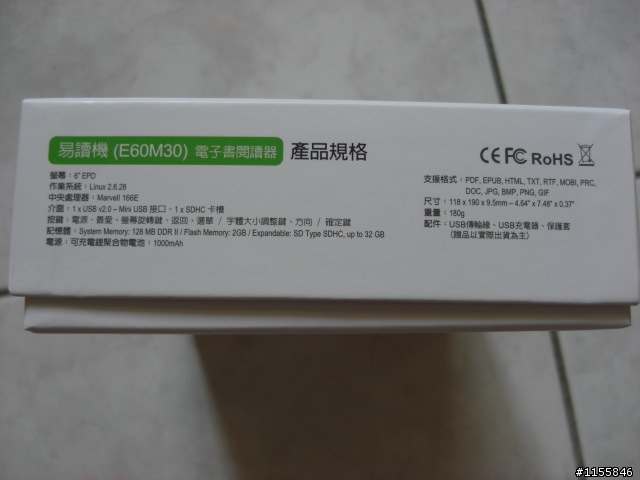 易讀機 (E60M30) 電子書閱讀器 產品規格
CE FC RoHS
螢幕：6" EPD
作業系統：Linux 2.6.28
中央處理器：Marvell 166E
介面：1 x USB v2.0 – Mini USB 接口、1 x SDHC 卡槽
按鍵：電源、最愛、螢幕旋轉鍵、返回、選單 / 字體大小調整鍵、方向 / 確定鍵
記憶體：System Memory: 128 MB DDR II / Flash Memory: 2GB / Expandable: SD Type SDHC, up to 32 GB
電源：可充電鋰聚合物電池：1000mAh
支援格式：PDF, EPUB, HTML, TXT, RTF, MOBI, PRC,
DOC, JPG, BMP, PNG, GIF
尺寸：118 x 190 x 9.5mm – 4.64" x 7.48" x 0.37"
重量：180g
配件：USB傳輸線、USB充電器、保護套
(贈品以實際出貨為主)
#1155846